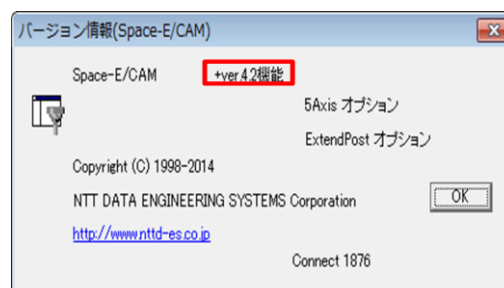 バージョン情報(Space-E/CAM)
Space-E/CAM +ver.4.2機能
5Axis オプション
ExtendPost オプション
Copyright (C) 1998-2014
NTT DATA ENGINEERING SYSTEMS Corporation
OK
http://www.nttd-es.co.jp
Connect 1876